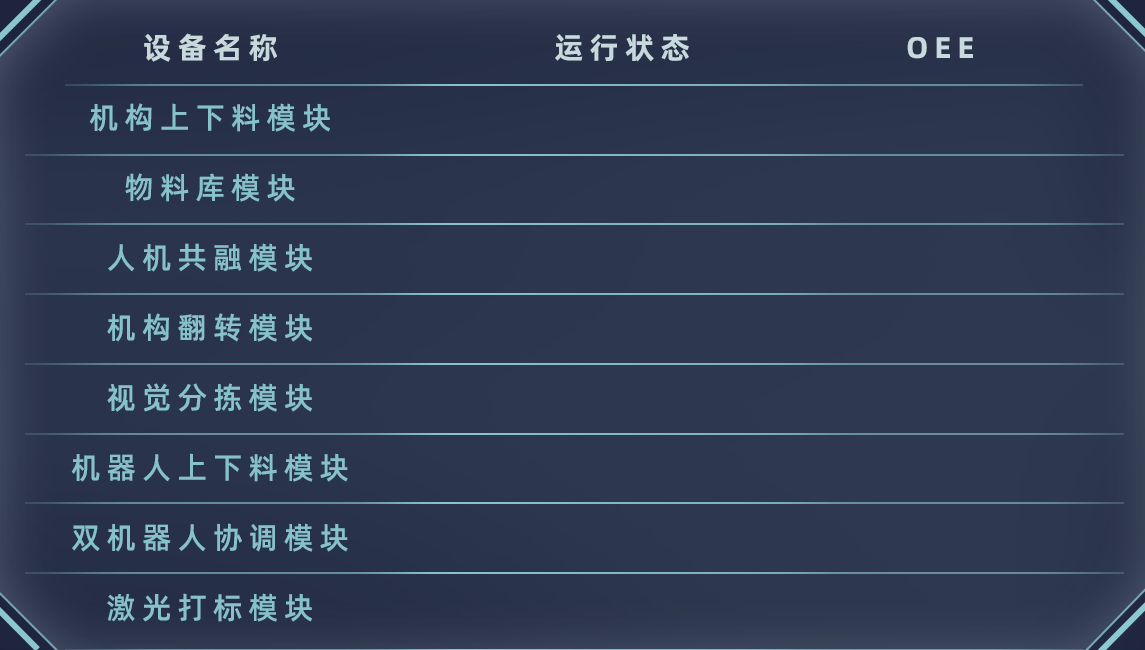 设备名称 运行状态 OEE
机构上下料模块
物料库模块
人机共融模块
机构翻转模块
视觉分拣模块
机器人上下料模块
双机器人协调模块
激光打标模块